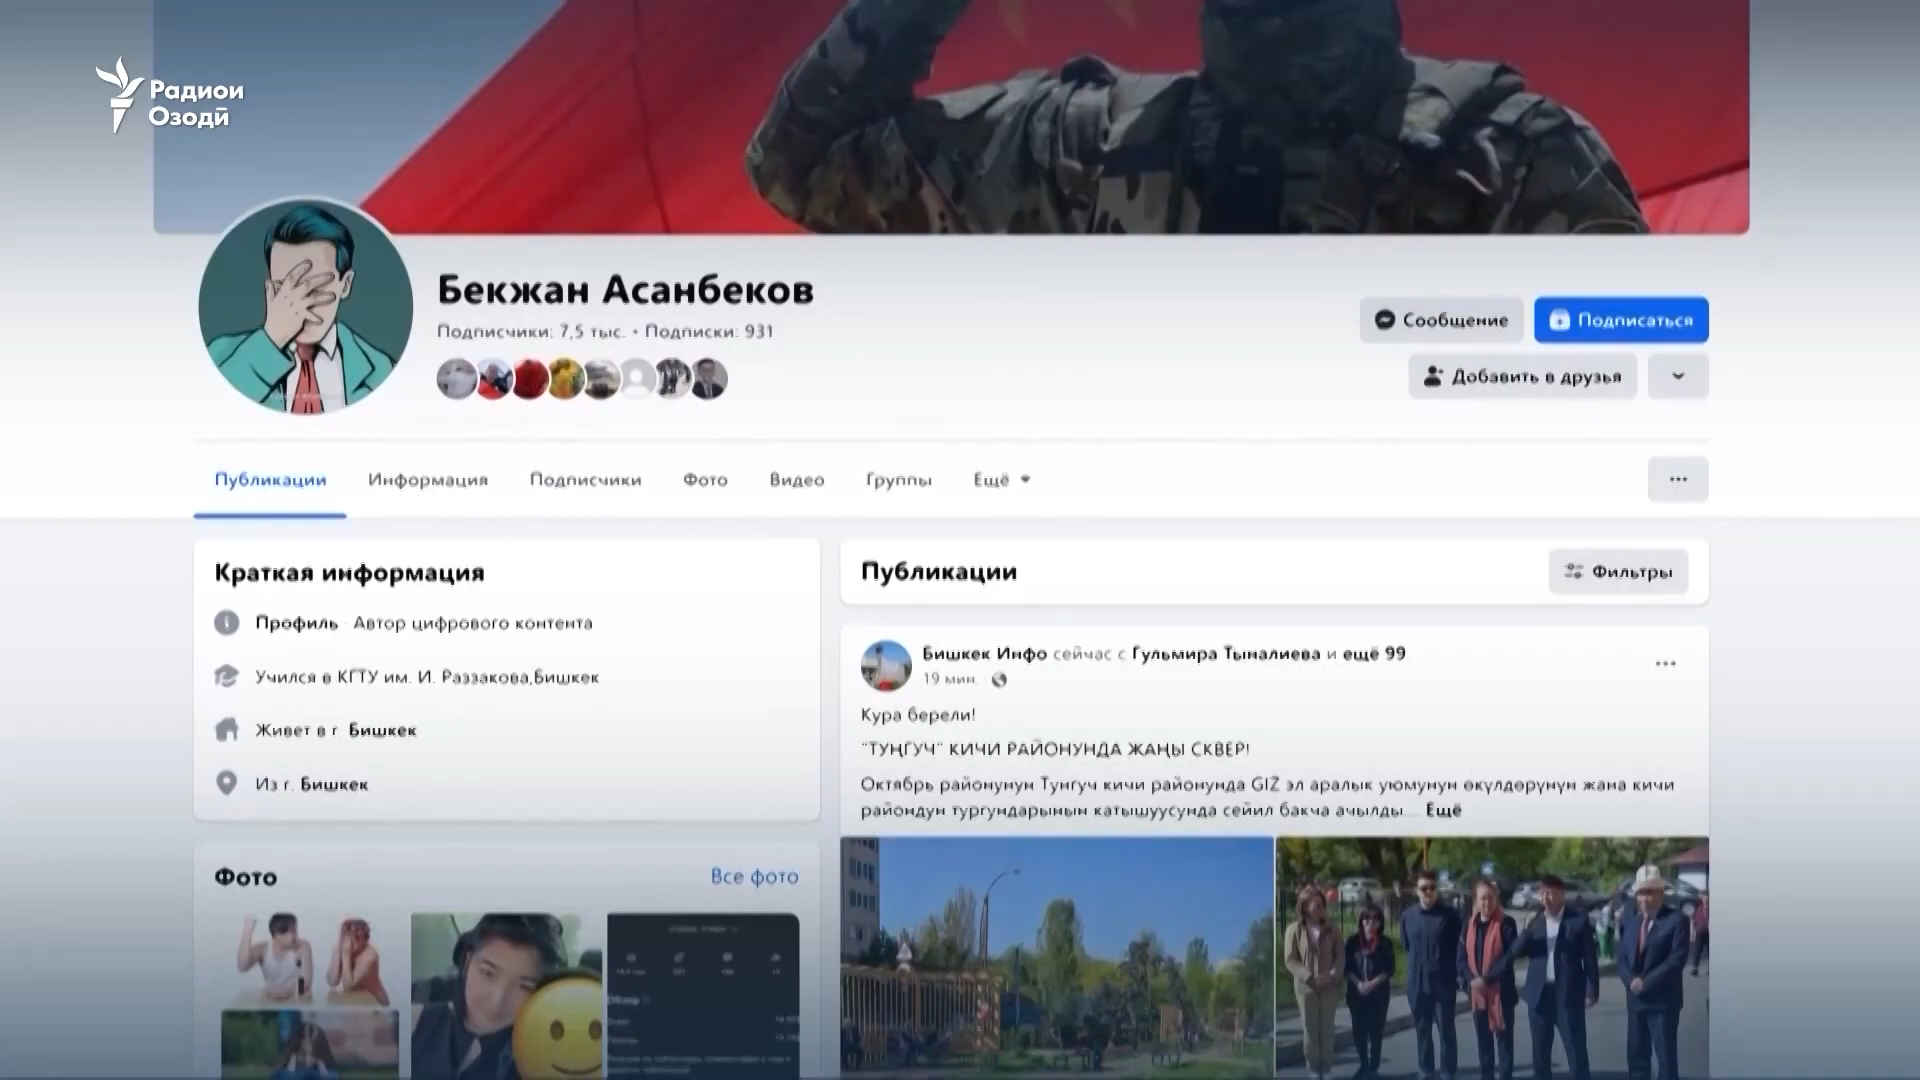 Радиои
Озодӣ
Бекжан Асанбеков
Подписчики: 7,5 тыс. • Подписки: 931
Сообщение
Подписаться
Добавить в друзья
Публикации
Информация
Подписчики
Фото
Видео
Группы
Ещё
Краткая информация
Профиль · Автор цифрового контента
Учился в КГТУ им. И. Раззакова,Бишкек
Живет в г. Бишкек
Из г. Бишкек
Фото
Все фото
Публикации
Фильтры
Бишкек Инфо сейчас с Гульмира Тыналиева и ещё 99
19 мин.
Кура берели!
"ТУҢГУЧ" КИЧИ РАЙОНУНДА ЖАҢЫ СКВЕР!
Октябрь районунун Тунгуч кичи районунда GIZ эл аралык уюмунун өкүлдөрүнүн жана кичи
райондун тургундарынын катышуусунда сейил бакча ачылды... Ещё